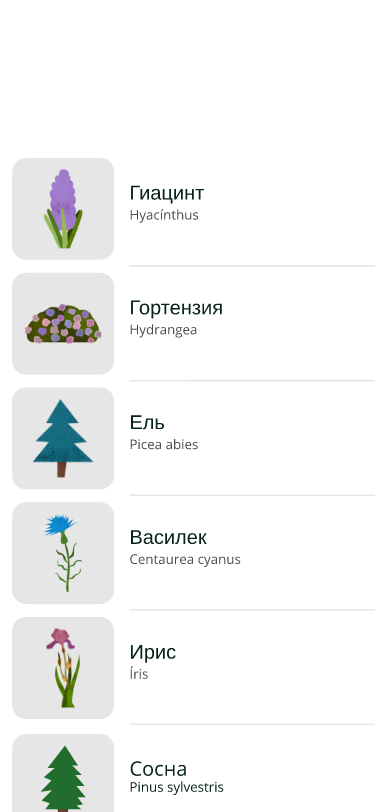 Гиацинт
Hyacínthus
Гортензия
Hydrangea
Ель
Picea abies
Василек
Centaurea cyanus
Ирис
Íris
Сосна
Pinus sylvestris